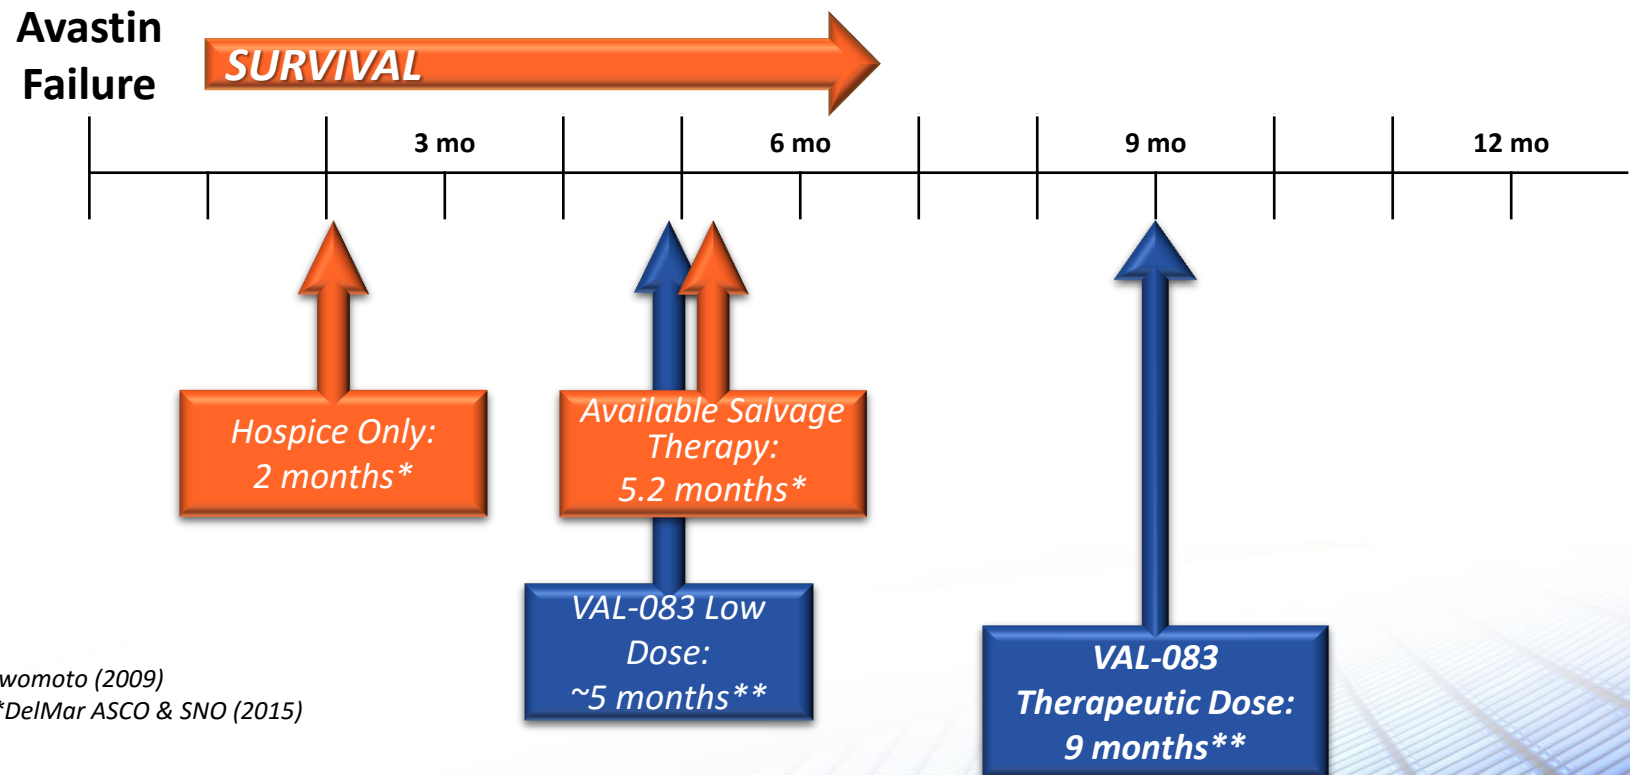 Avastin
Failure
SURVIVAL
3 mo
6 mo
9 mo
12 mo
Hospice Only:
2 months*
Available Salvage
Therapy:
5.2 months*
VAL-083 Low
Dose:
~5 months**
VAL-083
Therapeutic Dose:
9 months**
womoto (2009)
*DelMar ASCO & SNO (2015)